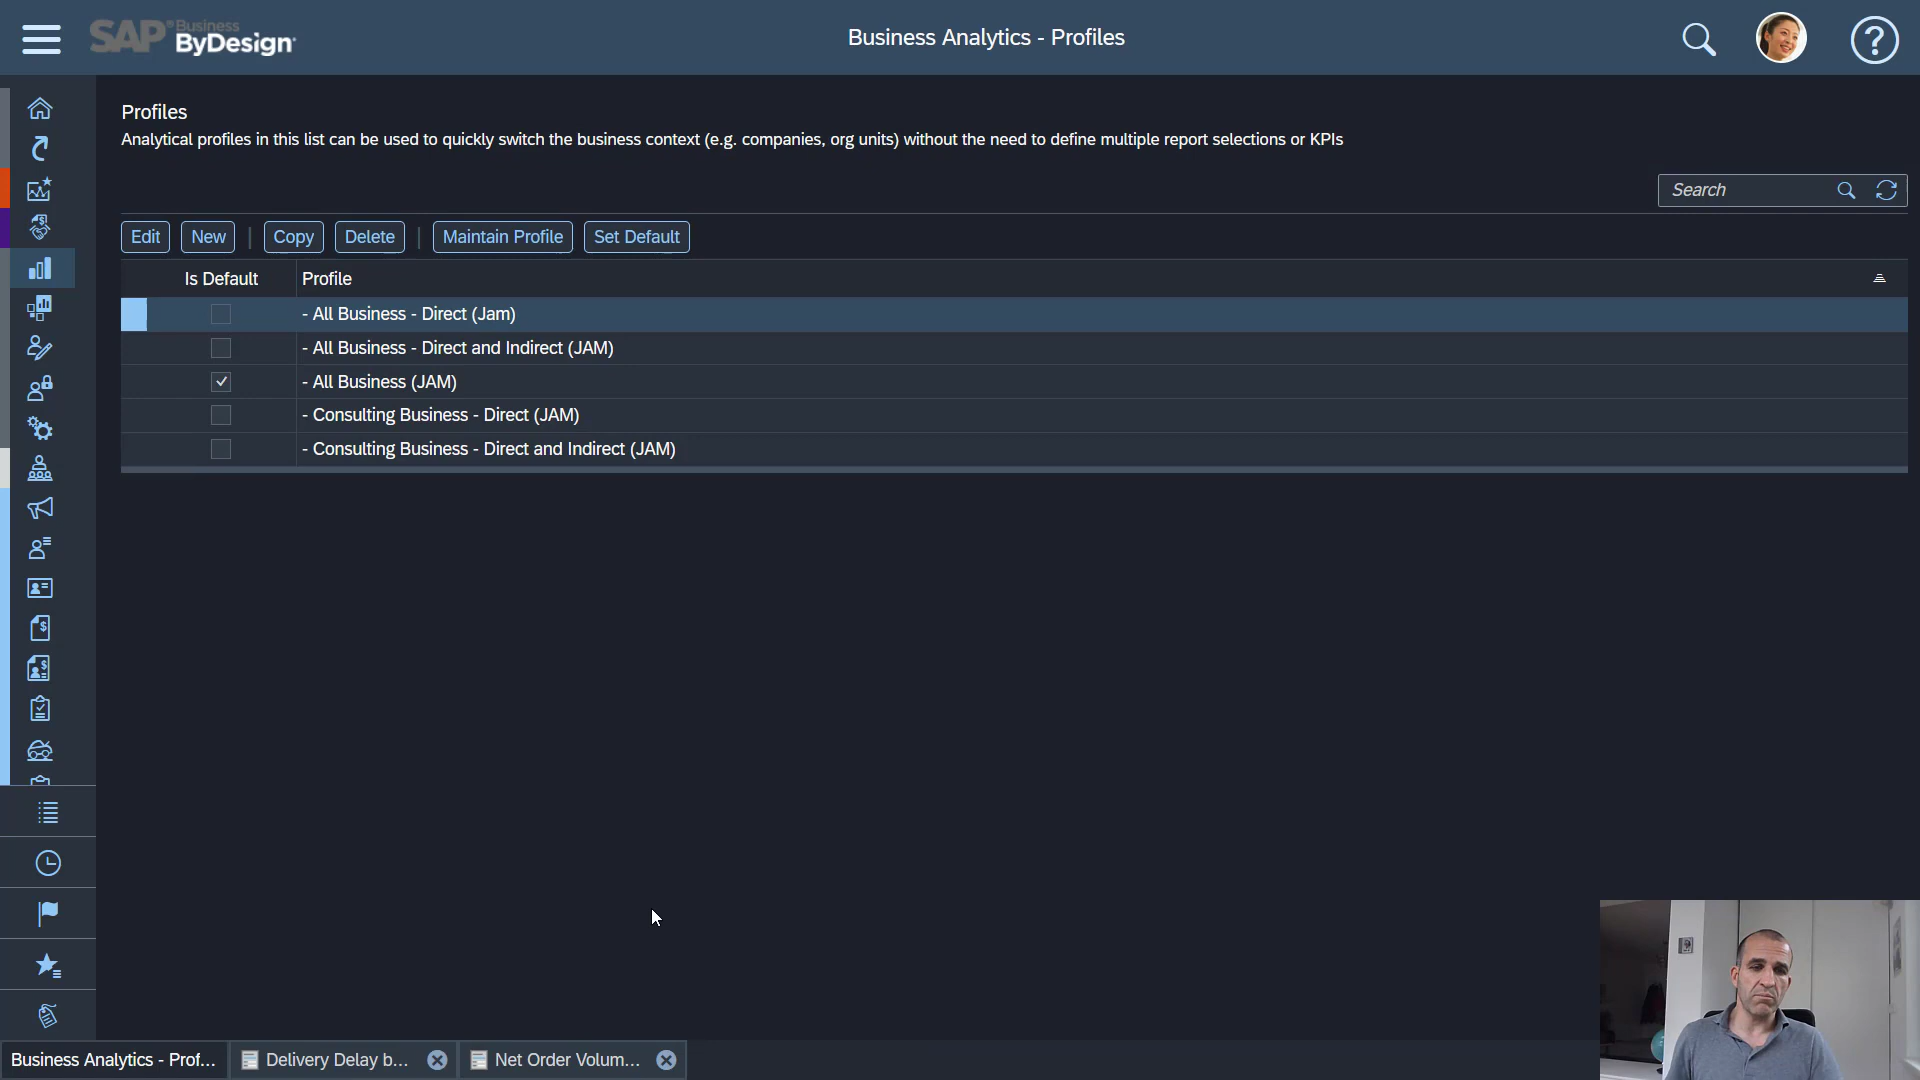 SAP Business
ByDesign
Business Analytics - Profiles
Profiles
Analytical profiles in this list can be used to quickly switch the business context (e.g. companies, org units) without the need to define multiple report selections or KPIs
Search
Edit New | Copy Delete | Maintain Profile Set Default
Is Default Profile
- All Business - Direct (Jam)
- All Business - Direct and Indirect (JAM)
- All Business (JAM)
- Consulting Business - Direct (JAM)
- Consulting Business - Direct and Indirect (JAM)
Business Analytics - Prof... Delivery Delay b... Net Order Volum...